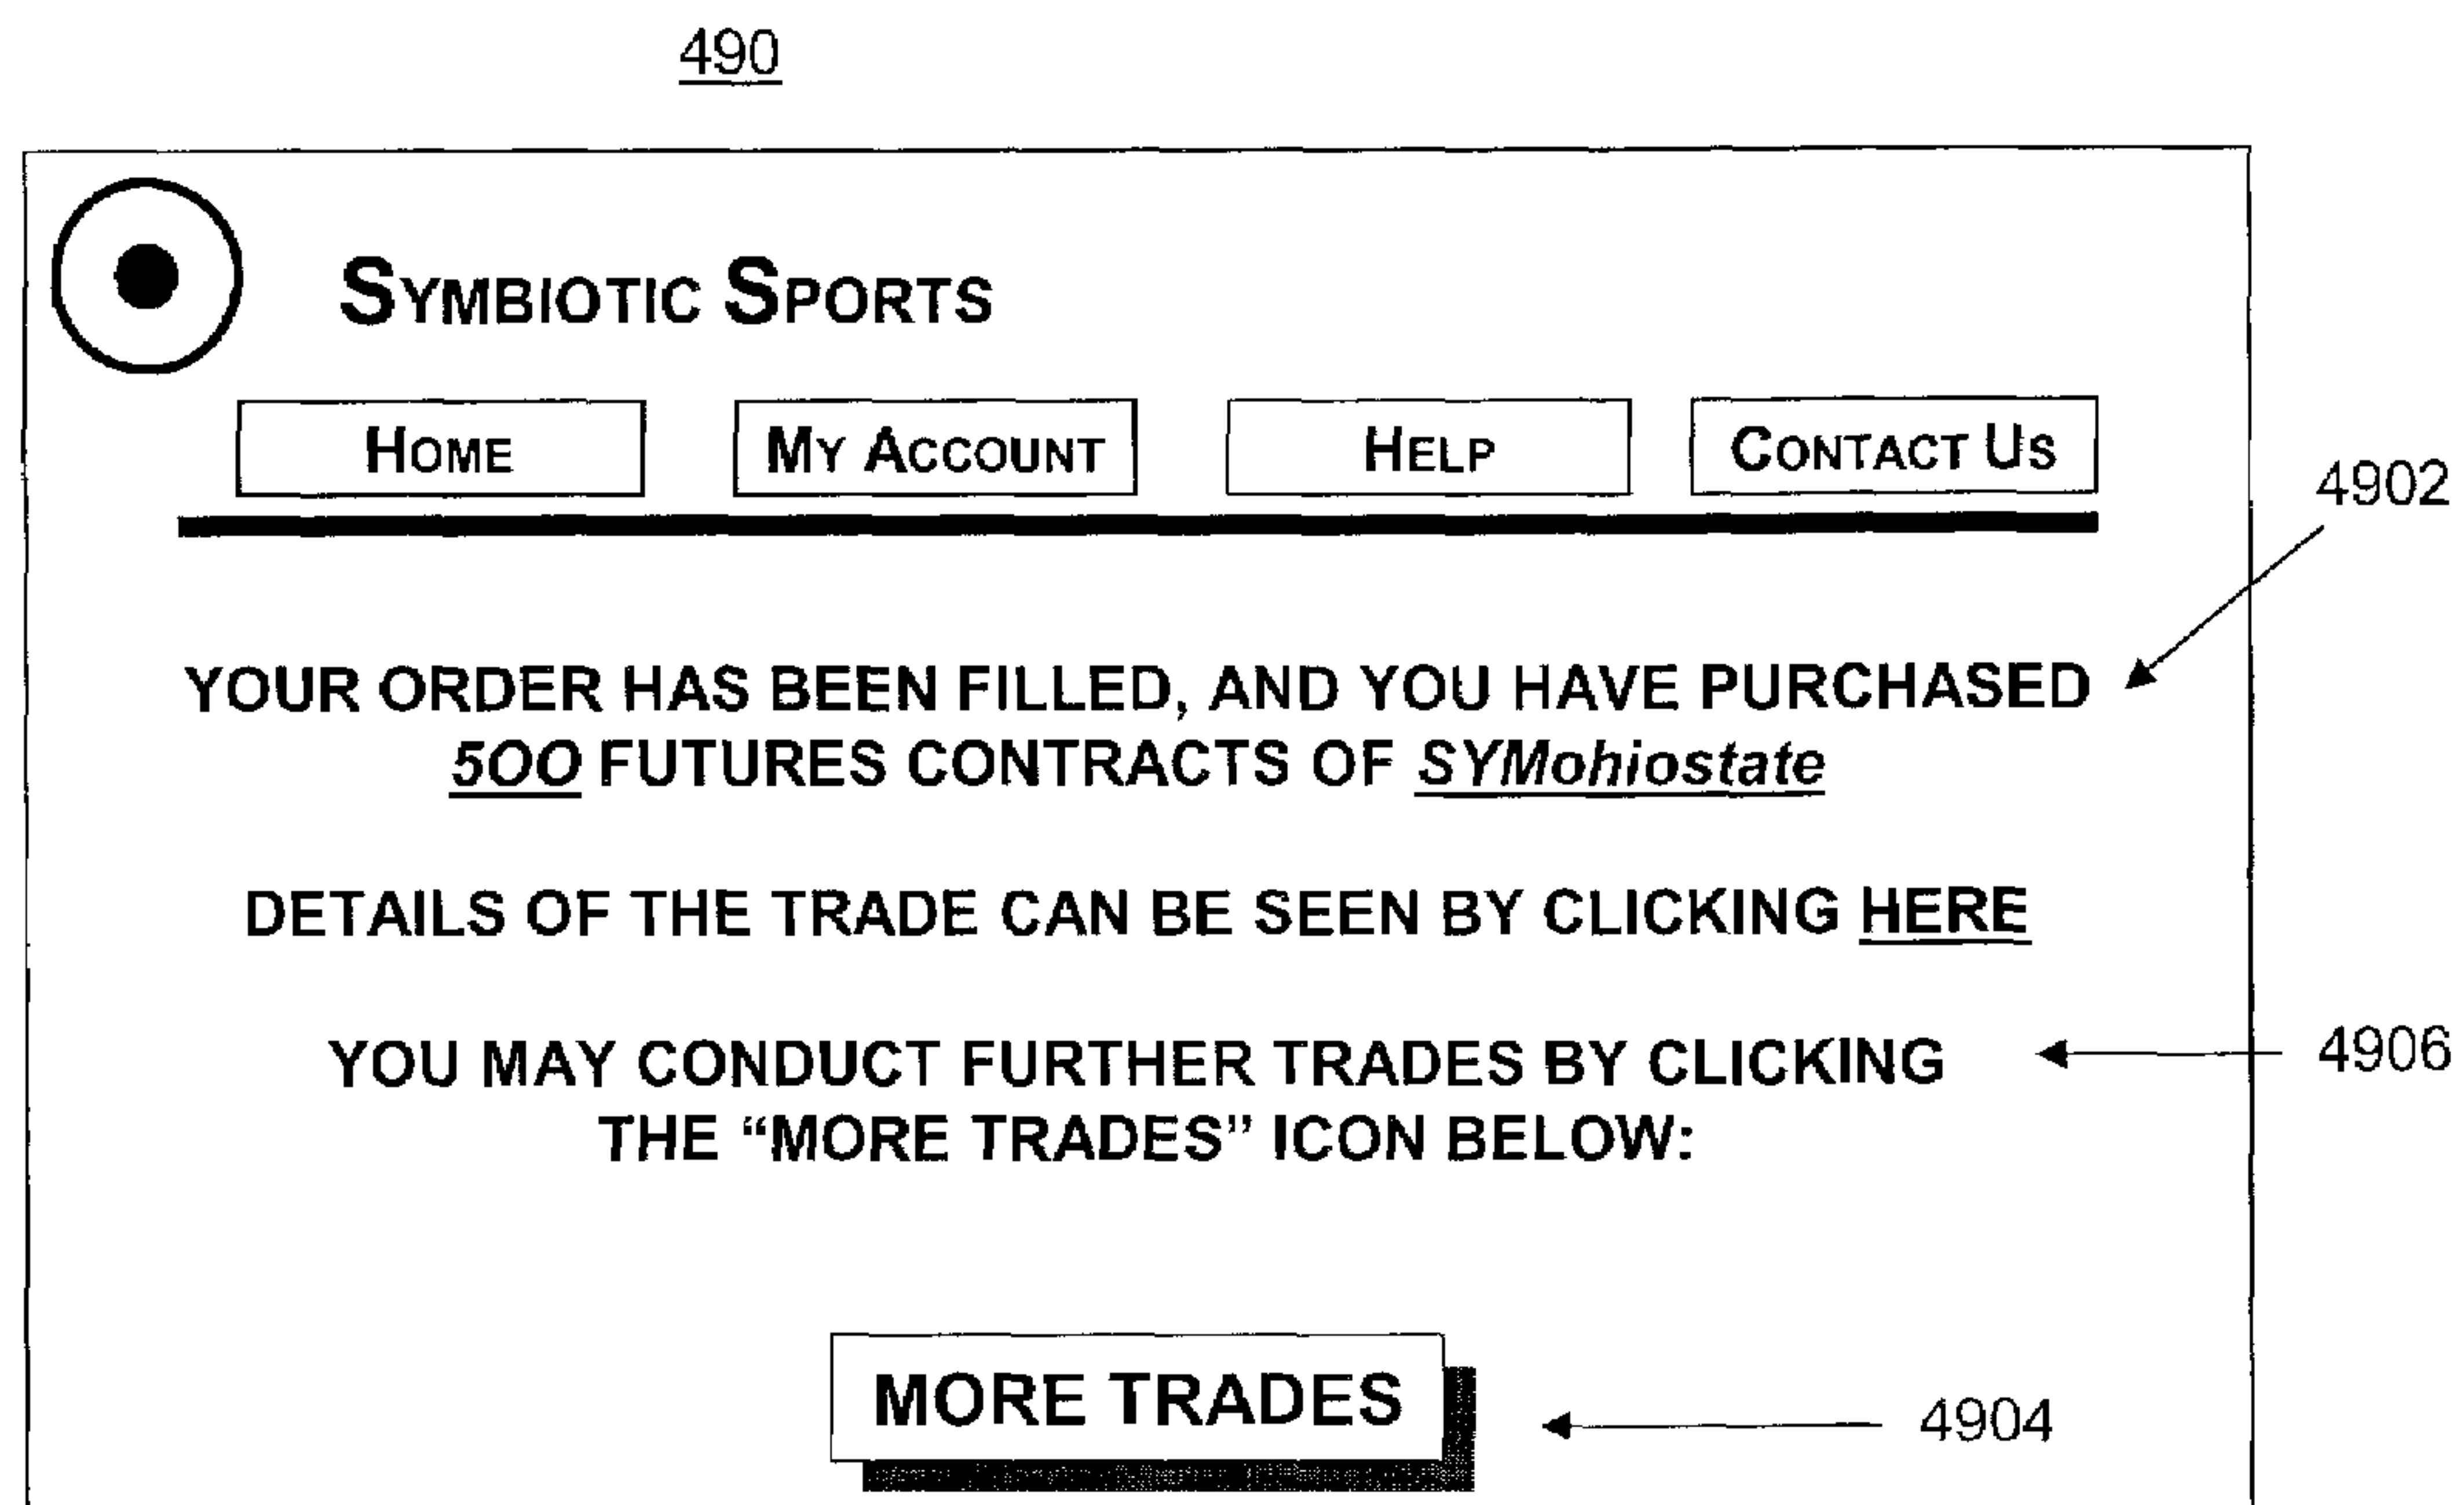 490
SYMBIOTIC SPORTS
HOME MY ACCOUNT HELP CONTACT US
4902
YOUR ORDER HAS BEEN FILLED, AND YOU HAVE PURCHASED
500 FUTURES CONTRACTS OF SYMohiostate
DETAILS OF THE TRADE CAN BE SEEN BY CLICKING HERE
YOU MAY CONDUCT FURTHER TRADES BY CLICKING
4906
THE “MORE TRADES” ICON BELOW:
MORE TRADES
4904